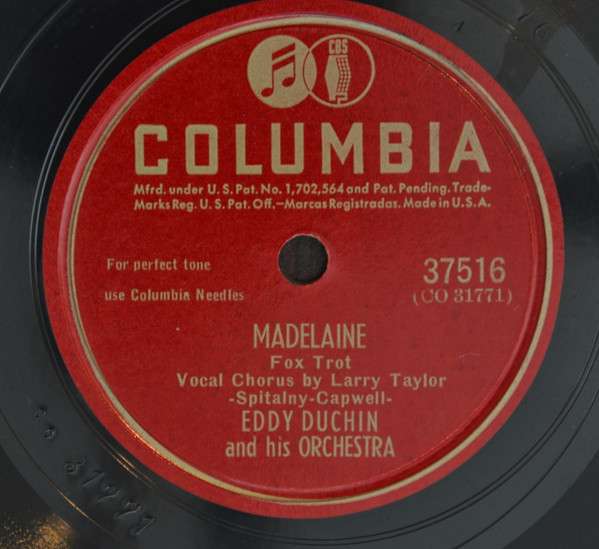 CBS
COLUMBIA
Mfrd. under U. S. Pat. No. 1,702,564 and Pat. Pending. Trade-
Marks Reg. U. S. Pat. Off.—Marcas Registradas. Made in U. S. A.
For perfect tone
use Columbia Needles
37516
(CO 31771)
MADELAINE
Fox Trot
Vocal Chorus by Larry Taylor
-Spitalny-Capwell-
EDDY DUCHIN
and his ORCHESTRA